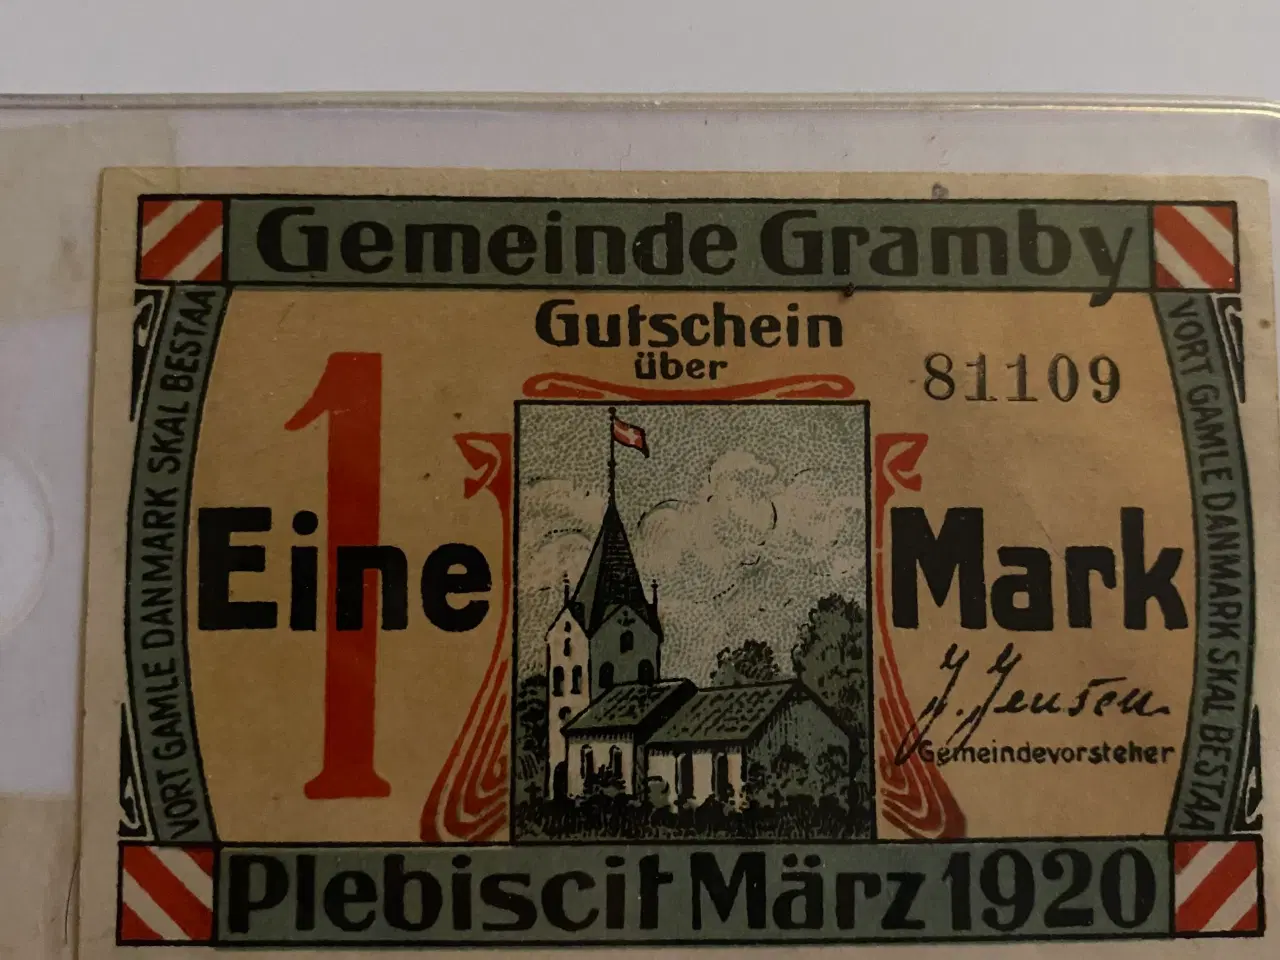 Gemeinde Gramby
Gutschein
über
81109
1
Eine Mark
J. Jensen
Gemeindevorsteher
VORT GAMLE DANMARK SKAL BESTAA
VORT GAMLE DANMARK SKAL BESTAA
Plebiscit März 1920